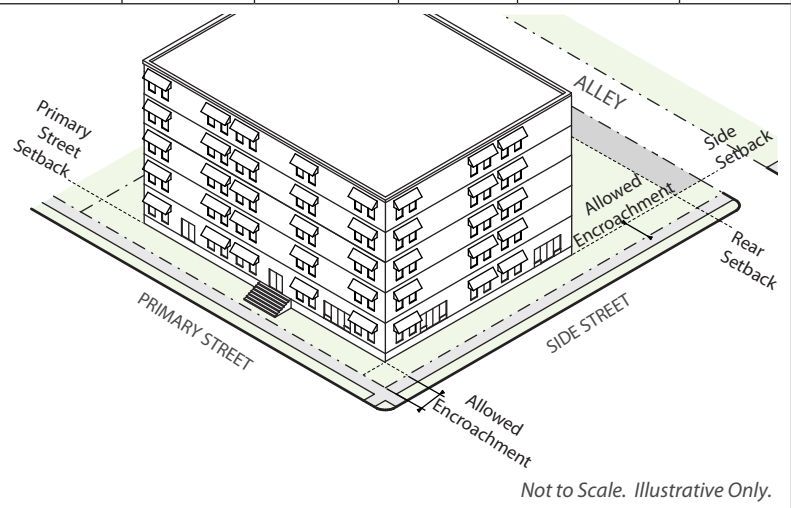 ALLEY
Primary
Street
Setback
Side
Setback
Allowed
Encroachment
Rear
Setback
PRIMARY STREET
SIDE STREET
Allowed
Encroachment
Not to Scale. Illustrative Only.